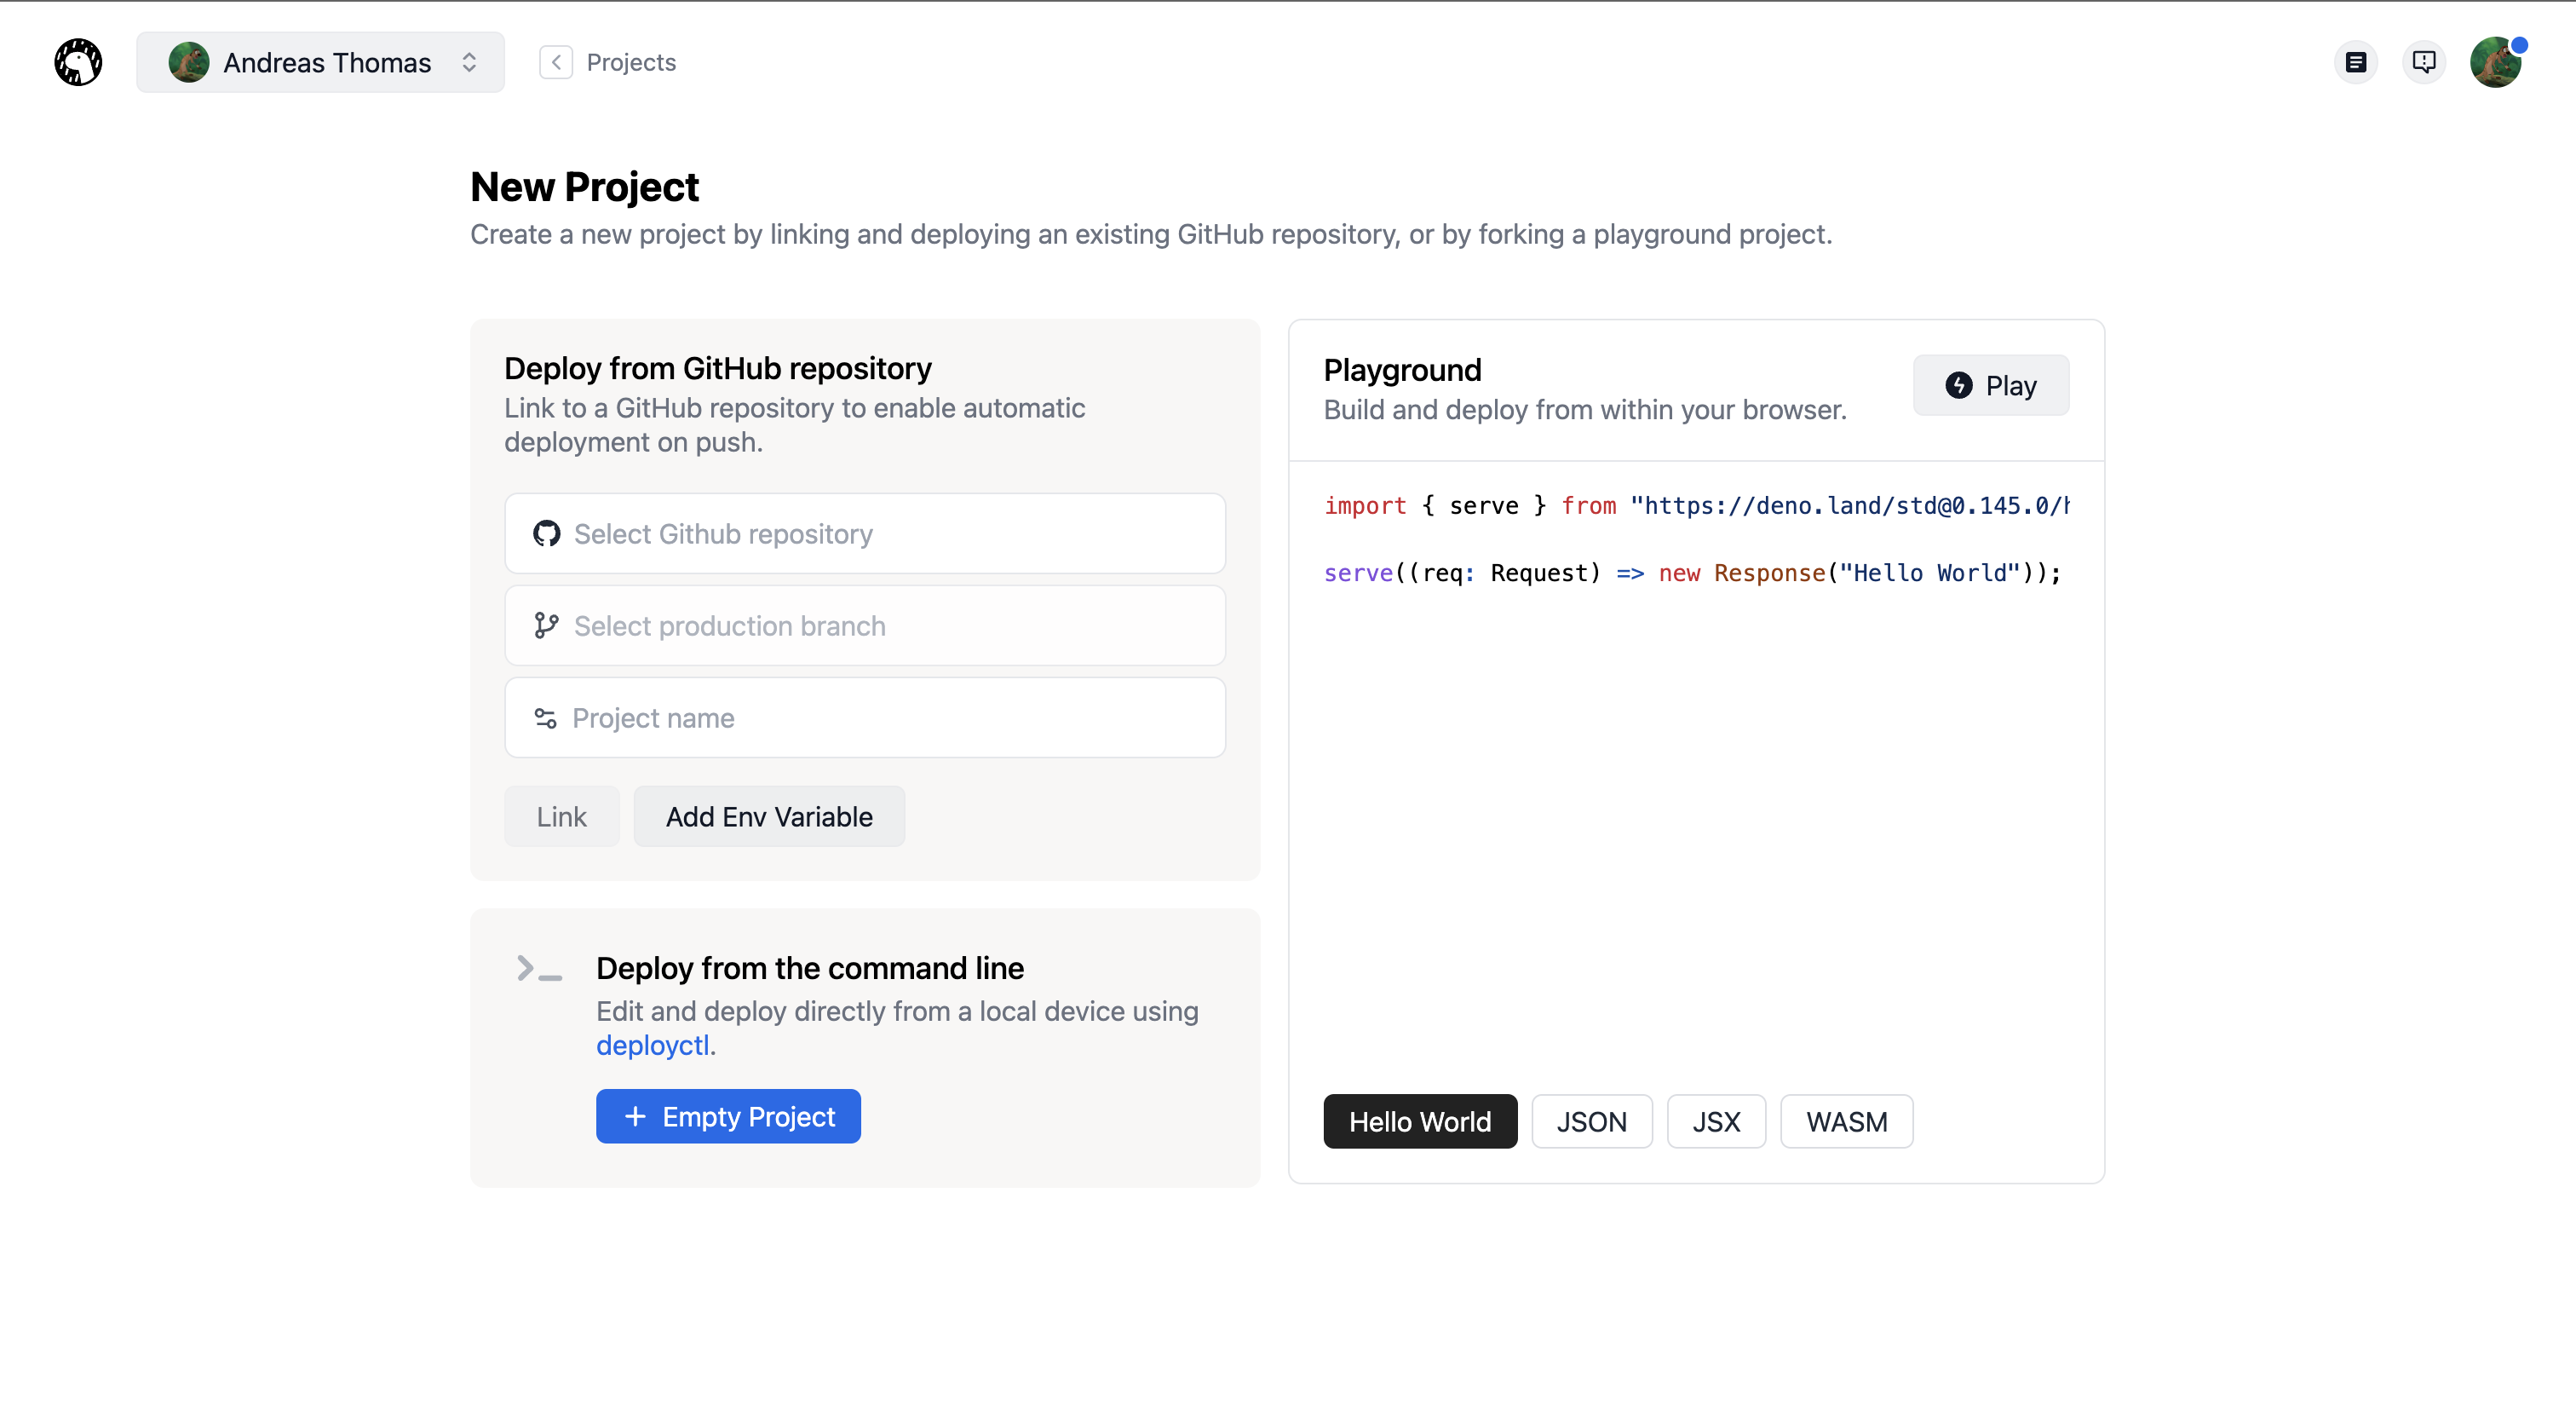 Andreas Thomas
Projects
New Project
Create a new project by linking and deploying an existing GitHub repository, or by forking a playground project.
Deploy from GitHub repository
Link to a GitHub repository to enable automatic
deployment on push.
Select Github repository
Select production branch
Project name
Link
Add Env Variable
Deploy from the command line
Edit and deploy directly from a local device using
deployctl.
Empty Project
Playground
Build and deploy from within your browser.
Play
import { serve } from "https://deno.land/std@0.145.0/h
serve((req: Request) => new Response("Hello World"));
Hello World
JSON
JSX
WASM